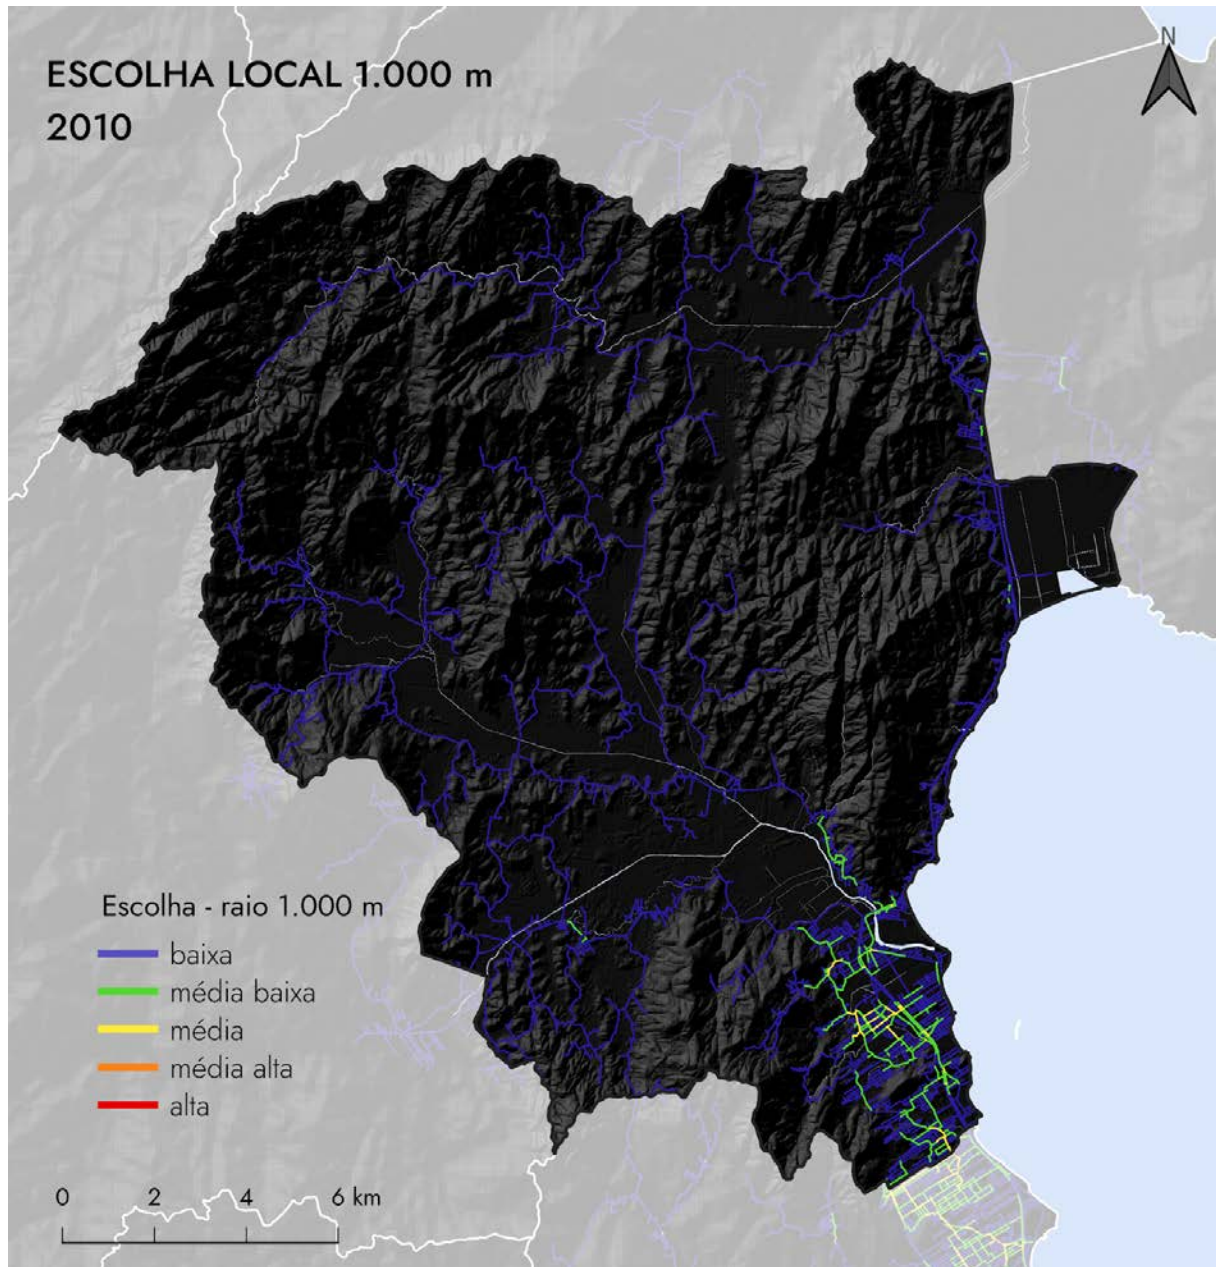 ESCOLHA LOCAL 1.000 m
2010
N
Escolha - raio 1.000 m
baixa
média baixa
média
média alta
alta
0 2 4 6 km